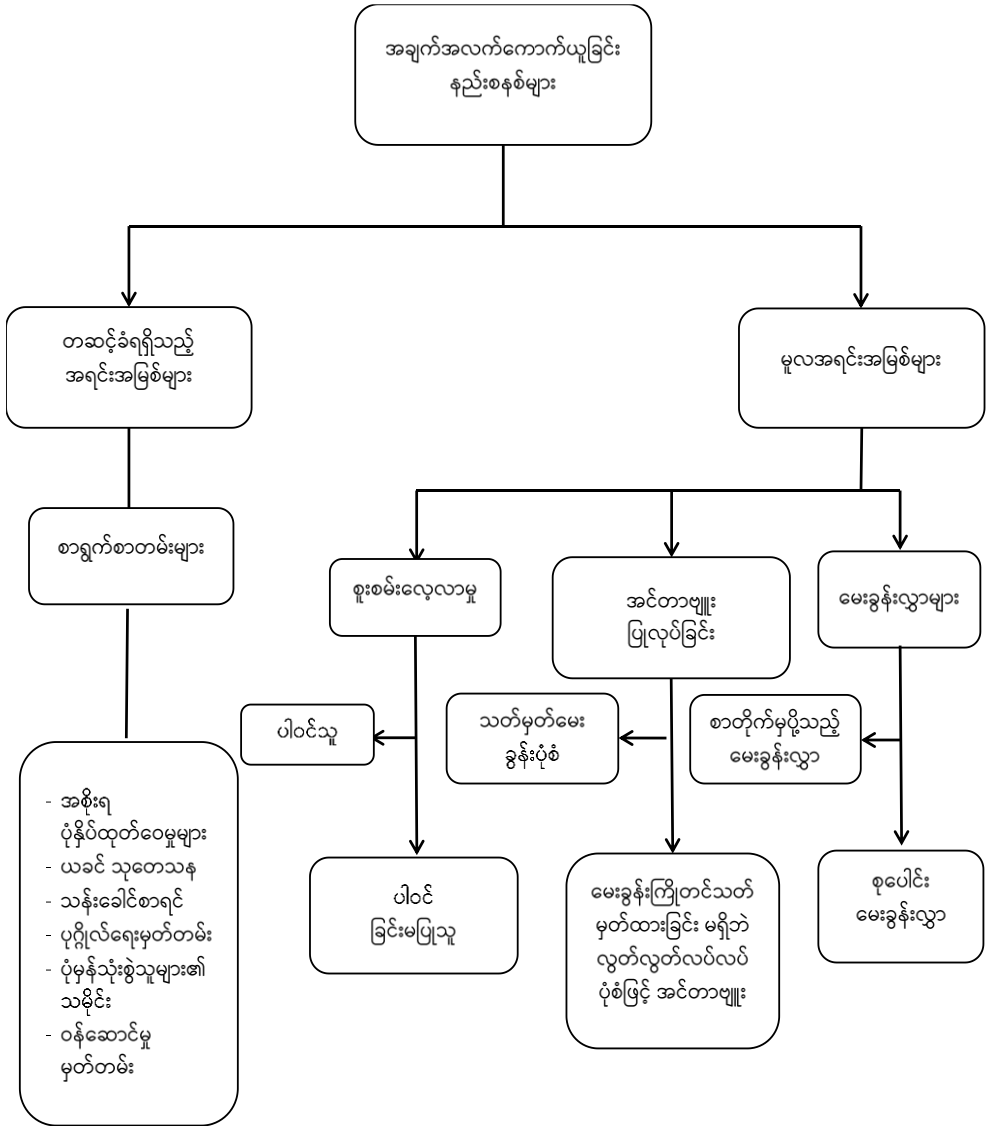 အချက်အလက်ကောက်ယူခြင်း
နည်းစနစ်များ
တဆင့်ခံရရှိသည့်
အရင်းအမြစ်များ
မူလအရင်းအမြစ်များ
စာရွက်စာတမ်းများ
စူးစမ်းလေ့လာမှု
အင်တာဗျူး
ပြုလုပ်ခြင်း
မေးခွန်းလွှာများ
ပါဝင်သူ
သတ်မှတ်မေး
ခွန်းပုံစံ
စာတိုက်မှပို့သည့်
မေးခွန်းလွှာ
- အစိုးရ
ပုံနှိပ်ထုတ်ဝေမှုများ
- ယခင် သုတေသန
- သန်းခေါင်စာရင်
- ပုဂ္ဂိုလ်ရေးမှတ်တမ်း
- ပုံမှန်သုံးစွဲသူများ၏
သမိုင်း
- ဝန်ဆောင်မှု
မှတ်တမ်း
ပါဝင်
ခြင်းမပြုသူ
မေးခွန်းကြိုတင်သတ်
မှတ်ထားခြင်း မရှိဘဲ
လွတ်လွတ်လပ်လပ်
ပုံစံဖြင့် အင်တာဗျူး
စုပေါင်း
မေးခွန်းလွှာ